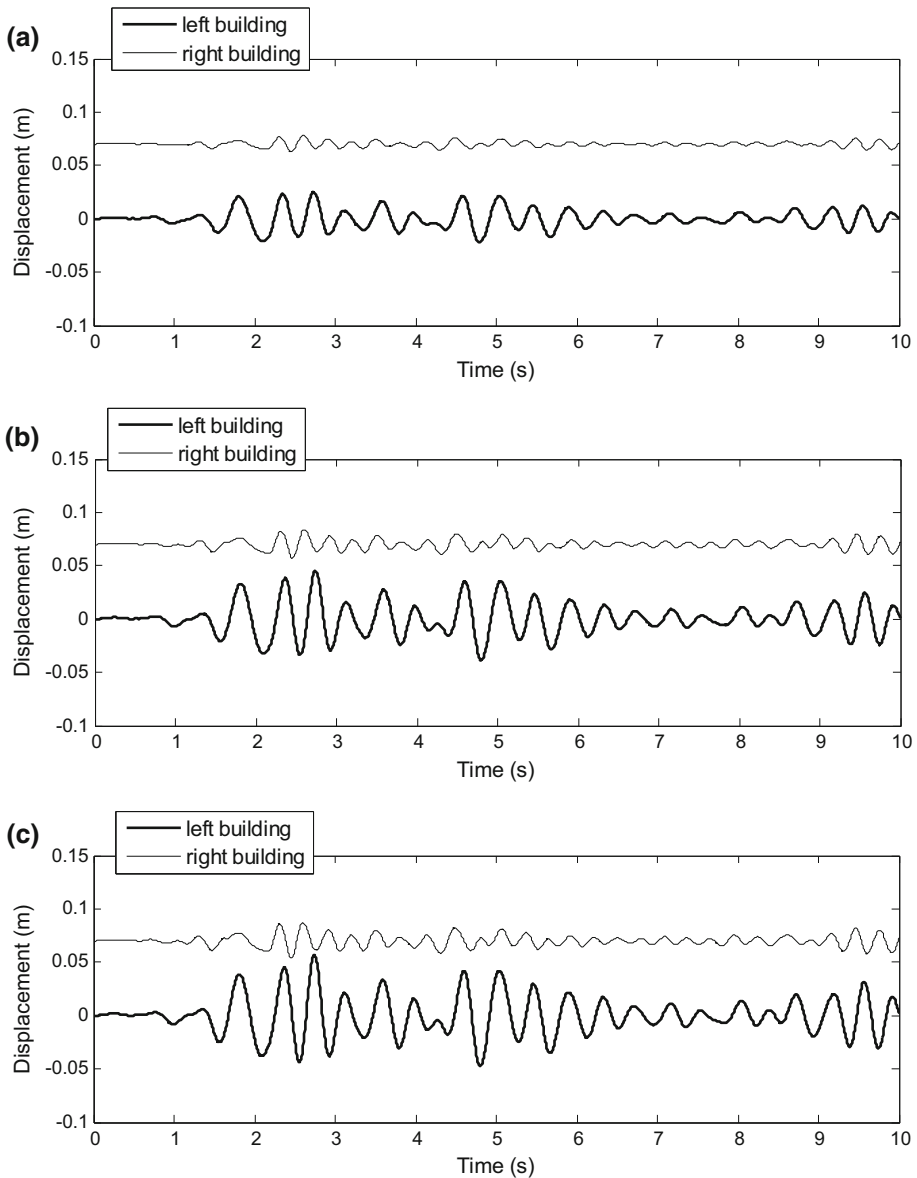 (a)
left building
right building
0.15
0.1
0.05
0
-0.05
-0.1
Displacement (m)
0 1 2 3 4 5 6 7 8 9 10
Time (s)
(b)
left building
right building
0.15
0.1
0.05
0
-0.05
-0.1
Displacement (m)
0 1 2 3 4 5 6 7 8 9 10
Time (s)
(c)
left building
right building
0.15
0.1
0.05
0
-0.05
-0.1
Displacement (m)
0 1 2 3 4 5 6 7 8 9 10
Time (s)